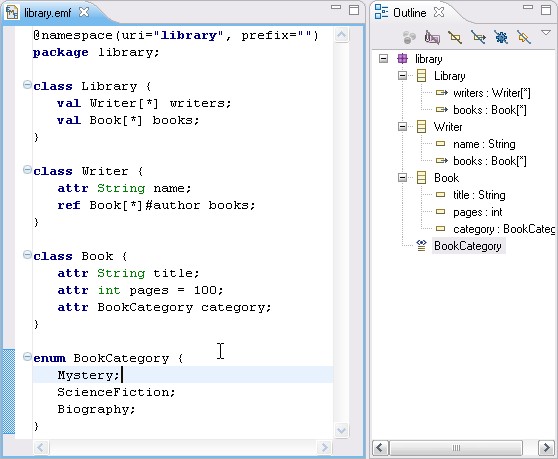 library.emf
@namespace(uri="library", prefix="")
package library;
class Library {
val Writer[*] writers;
val Book[*] books;
}
class Writer {
attr String name;
ref Book[*]#author books;
}
class Book {
attr String title;
attr int pages = 100;
attr BookCategory category;
}
enum BookCategory {
Mystery;
ScienceFiction;
Biography;
}
Outline
library
Library
writers : Writer[*]
books : Book[*]
Writer
name : String
books : Book[*]
Book
title : String
pages : int
category : BookCateg
BookCategory